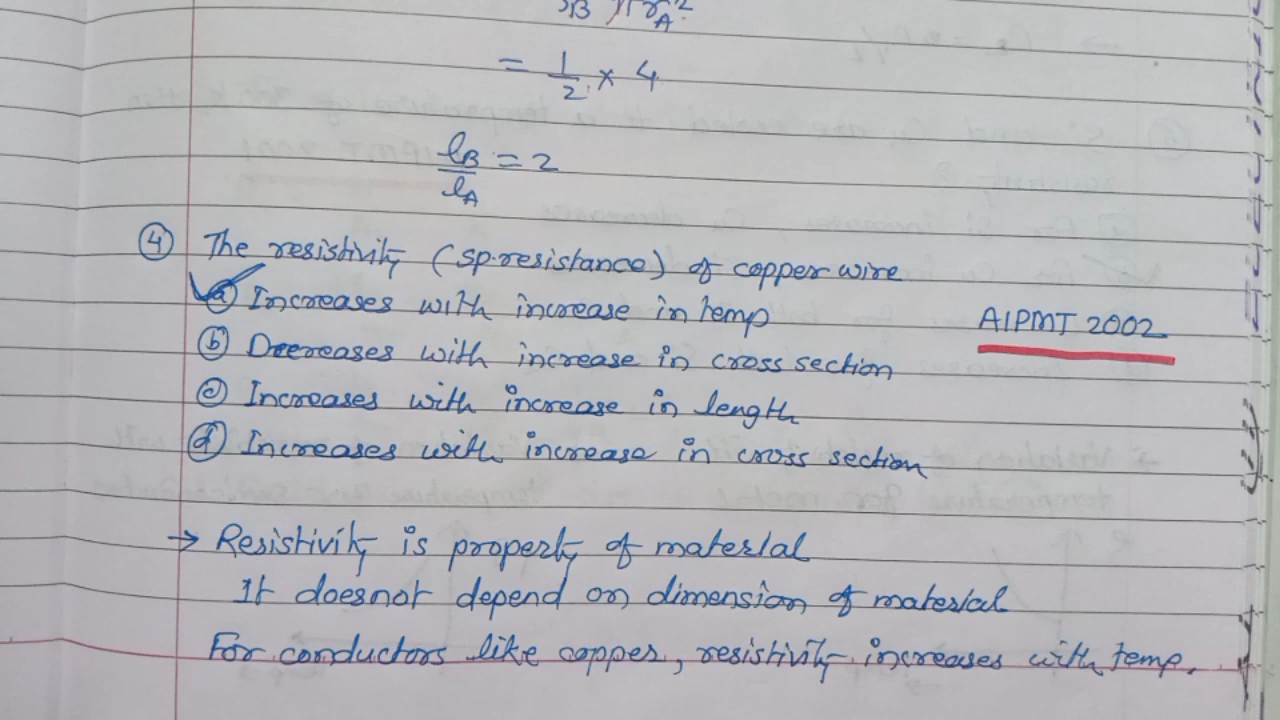 = 1/2 × 4
lB/lA = 2
④ The resistivity (sp.resistance) of copper wire
ⓐ Increases with increase in temp
AIPMT 2002
ⓑ Decreases with increase in cross section
ⓒ Increases with increase in length
ⓓ Increases with increase in cross section
→ Resistivity is property of material
It doesnot depend on dimension of material
For conductors like copper, resistivity increases with temp.